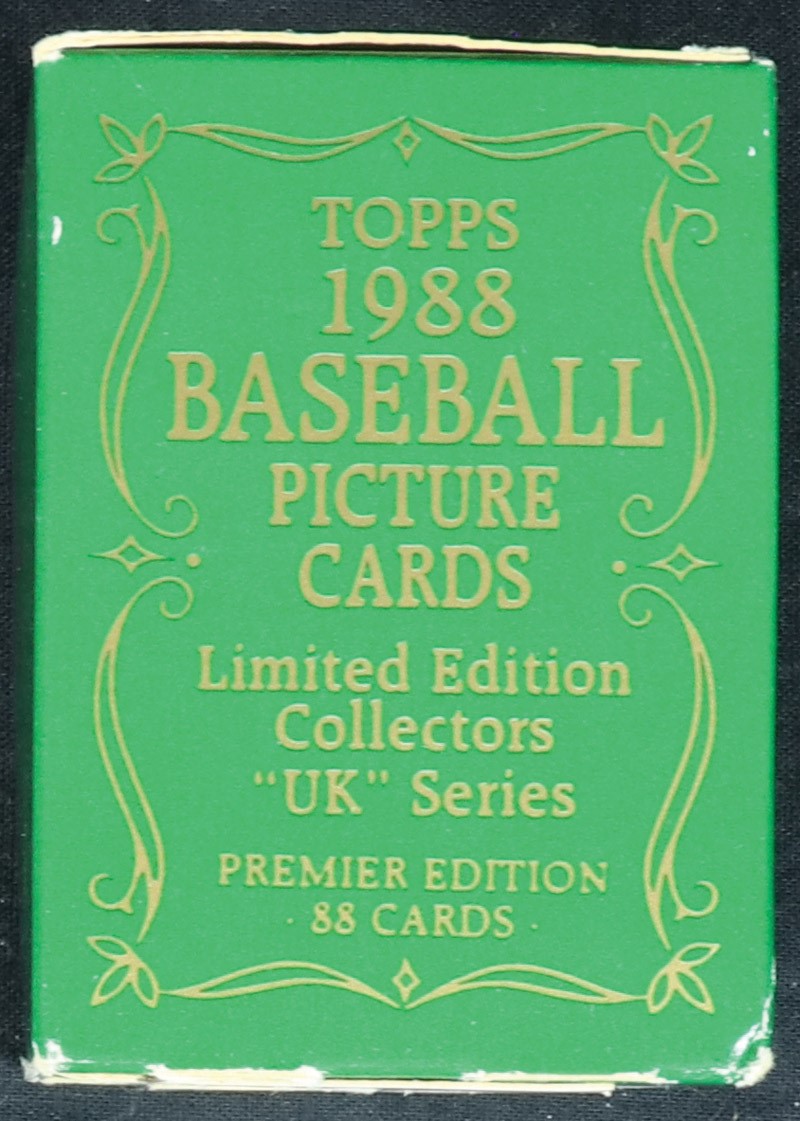 TOPPS
1988
BASEBALL
PICTURE
CARDS
Limited Edition
Collectors
"UK" Series
PREMIER EDITION
· 88 CARDS ·